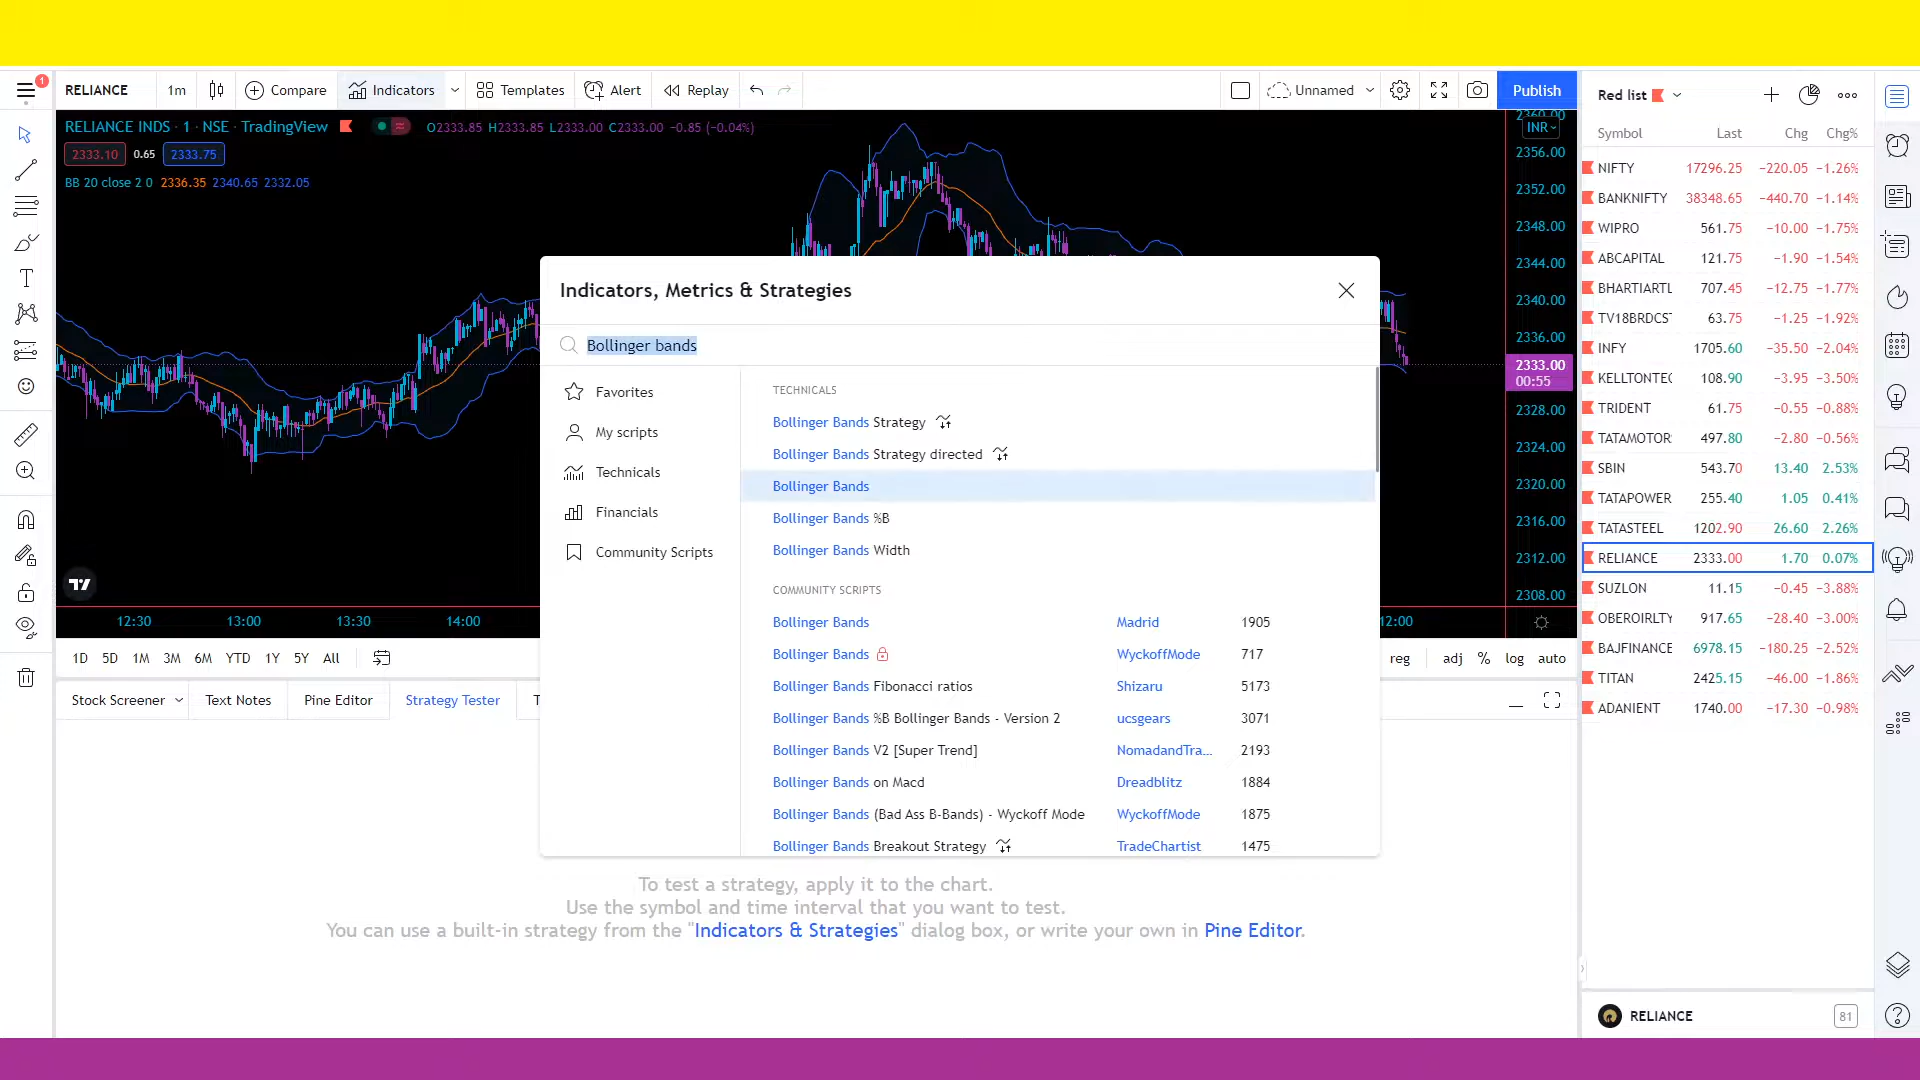 1
RELIANCE 1m Compare Indicators Templates Alert Replay Unnamed Publish
RELIANCE INDS · 1 · NSE · TradingView O2333.85 H2333.85 L2333.00 C2333.00 −0.85 (−0.04%)
2333.10 0.65 2333.75
BB 20 close 2 0 2336.35 2340.65 2332.05
2360.00
INR
2356.00
2352.00
2348.00
2344.00
2340.00
2336.00
2333.00
00:55
2328.00
2324.00
2320.00
2316.00
2312.00
2308.00
12:30 13:00 13:30 14:00 12:00
1D 5D 1M 3M 6M YTD 1Y 5Y All reg adj % log auto
Stock Screener Text Notes Pine Editor Strategy Tester
Indicators, Metrics & Strategies
Bollinger bands
Favorites
My scripts
Technicals
Financials
Community Scripts
TECHNICALS
Bollinger Bands Strategy
Bollinger Bands Strategy directed
Bollinger Bands
Bollinger Bands %B
Bollinger Bands Width
COMMUNITY SCRIPTS
Bollinger Bands Madrid 1905
Bollinger Bands WyckoffMode 717
Bollinger Bands Fibonacci ratios Shizaru 5173
Bollinger Bands %B Bollinger Bands - Version 2 ucsgears 3071
Bollinger Bands V2 [Super Trend] NomadandTra... 2193
Bollinger Bands on Macd Dreadblitz 1884
Bollinger Bands (Bad Ass B-Bands) - Wyckoff Mode WyckoffMode 1875
Bollinger Bands Breakout Strategy TradeChartist 1475
To test a strategy, apply it to the chart.
Use the symbol and time interval that you want to test.
You can use a built-in strategy from the "Indicators & Strategies" dialog box, or write your own in Pine Editor.
Red list
Symbol Last Chg Chg%
NIFTY 17296.25 −220.05 −1.26%
BANKNIFTY 38348.65 −440.70 −1.14%
WIPRO 561.75 −10.00 −1.75%
ABCAPITAL 121.75 −1.90 −1.54%
BHARTIARTL 707.45 −12.75 −1.77%
TV18BRDCST 63.75 −1.25 −1.92%
INFY 1705.60 −35.50 −2.04%
KELLTONTEC 108.90 −3.95 −3.50%
TRIDENT 61.75 −0.55 −0.88%
TATAMOTOR 497.80 −2.80 −0.56%
SBIN 543.70 13.40 2.53%
TATAPOWER 255.40 1.05 0.41%
TATASTEEL 1202.90 26.60 2.26%
RELIANCE 2333.00 1.70 0.07%
SUZLON 11.15 −0.45 −3.88%
OBEROIRLTY 917.65 −28.40 −3.00%
BAJFINANCE 6978.15 −180.25 −2.52%
TITAN 2425.15 −46.00 −1.86%
ADANIENT 1740.00 −17.30 −0.98%
RELIANCE 81